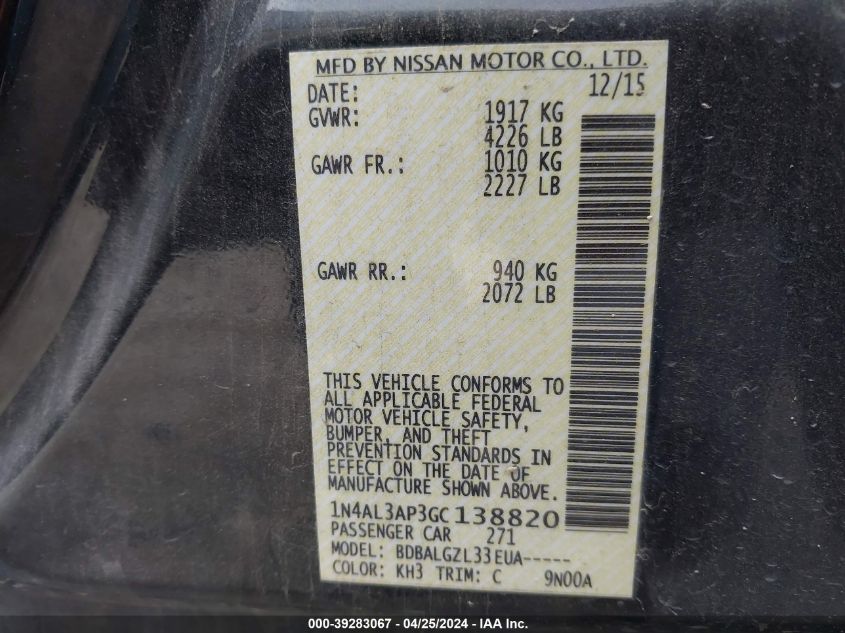 MFD BY NISSAN MOTOR CO., LTD.
DATE: 12/15
GVWR: 1917 KG
4226 LB
GAWR FR.: 1010 KG
2227 LB
GAWR RR.: 940 KG
2072 LB
THIS VEHICLE CONFORMS TO
ALL APPLICABLE FEDERAL
MOTOR VEHICLE SAFETY,
BUMPER, AND THEFT
PREVENTION STANDARDS IN
EFFECT ON THE DATE OF
MANUFACTURE SHOWN ABOVE.
1N4AL3AP3GC138820
PASSENGER CAR 271
MODEL: BDBALGZL33EUA-----
COLOR: KH3 TRIM: C 9N00A
000-39283067 - 04/25/2024 - IAA Inc.